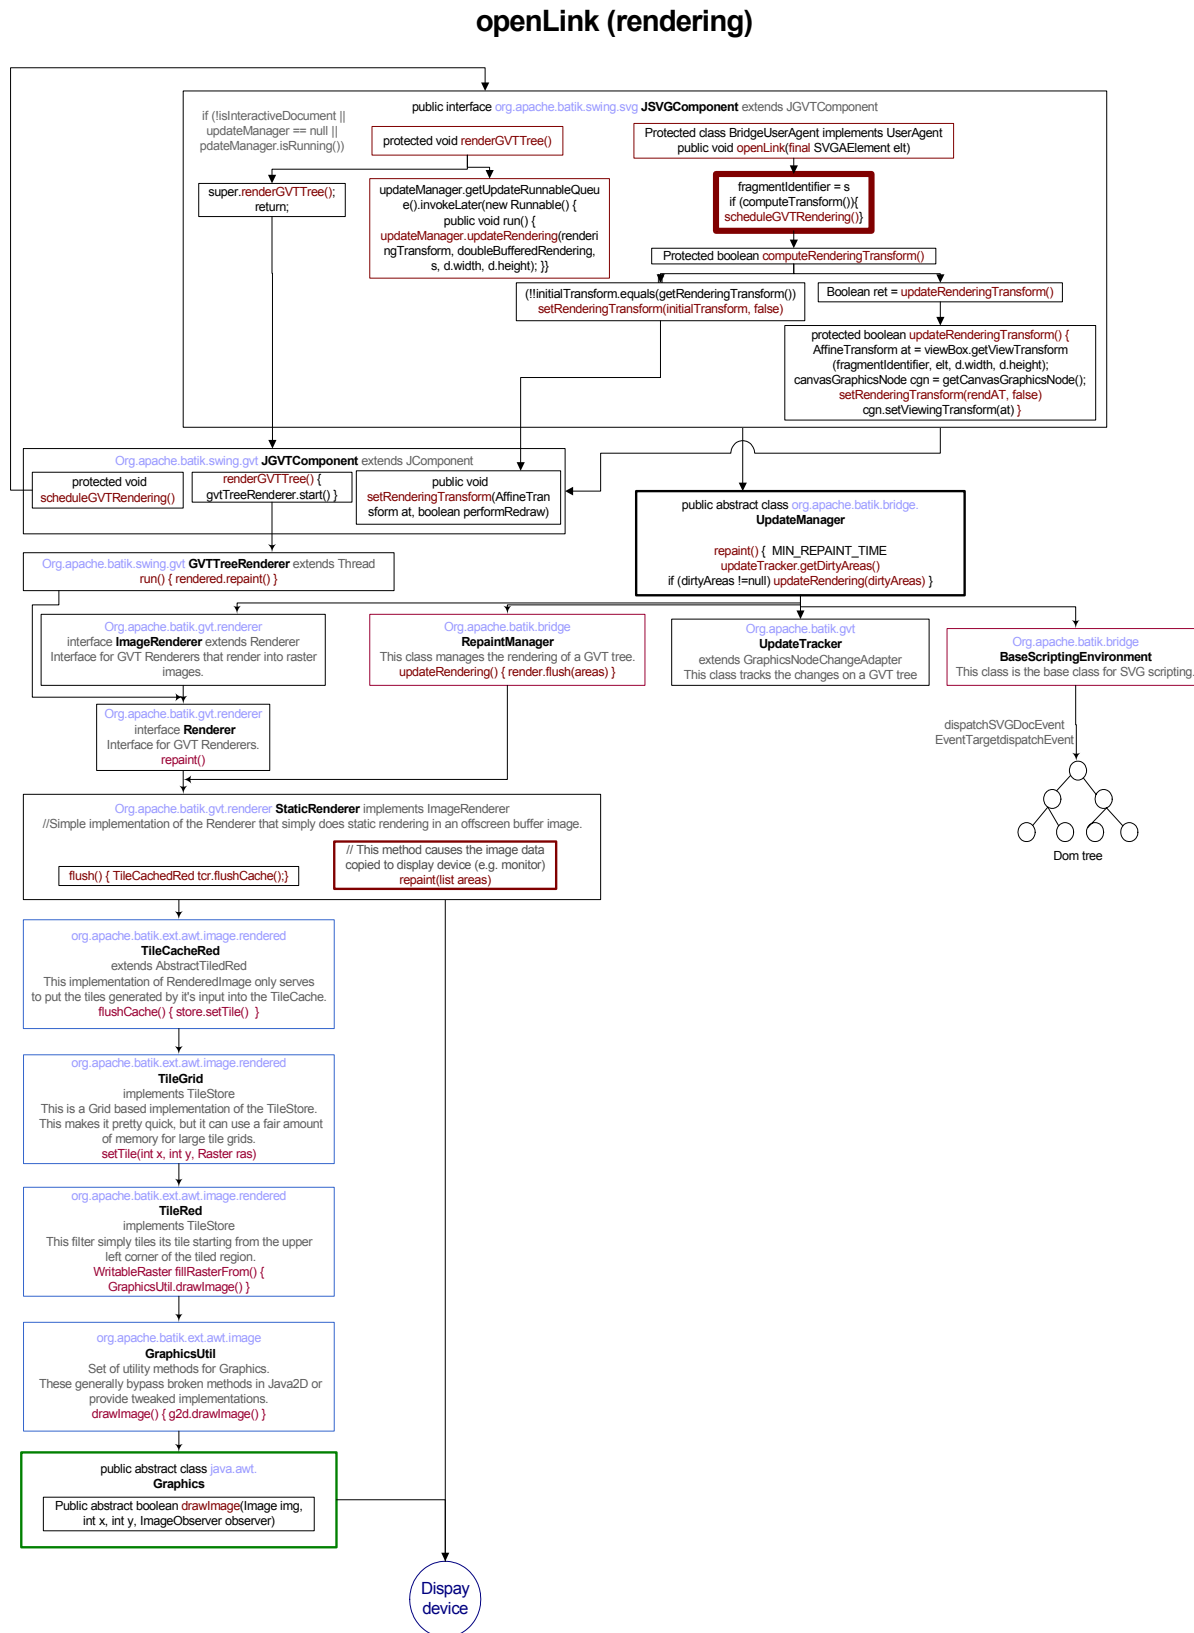 openLink (rendering)
public interface org.apache.batik.swing.svg JSVGComponent extends JGVTComponent
if (!isInteractiveDocument ||
updateManager == null ||
pdateManager.isRunning())
protected void renderGVTTree()
Protected class BridgeUserAgent implements UserAgent
public void openLink(final SVGAElement elt)
super.renderGVTTree();
return;
updateManager.getUpdateRunnableQueu
e().invokeLater(new Runnable() {
public void run() {
updateManager.updateRendering(renderi
ngTransform, doubleBufferedRendering,
s, d.width, d.height); }}
fragmentIdentifier = s
if (computeTransform()){
scheduleGVTRendering()}
Protected boolean computeRenderingTransform()
(!!initialTransform.equals(getRenderingTransform())
setRenderingTransform(initialTransform, false)
Boolean ret = updateRenderingTransform()
protected boolean updateRenderingTransform() {
AffineTransform at = viewBox.getViewTransform
(fragmentIdentifier, elt, d.width, d.height);
canvasGraphicsNode cgn = getCanvasGraphicsNode();
setRenderingTransform(rendAT, false)
cgn.setViewingTransform(at) }
Org.apache.batik.swing.gvt JGVTComponent extends JComponent
protected void
scheduleGVTRendering()
renderGVTTree() {
gvtTreeRenderer.start() }
public void
setRenderingTransform(AffineTran
sform at, boolean performRedraw)
public abstract class org.apache.batik.bridge.
UpdateManager
repaint() {  MIN_REPAINT_TIME
updateTracker.getDirtyAreas()
if (dirtyAreas !=null) updateRendering(dirtyAreas) }
Org.apache.batik.swing.gvt GVTTreeRenderer extends Thread
run() { rendered.repaint() }
Org.apache.batik.gvt.renderer
interface ImageRenderer extends Renderer
Interface for GVT Renderers that render into raster
images.
Org.apache.batik.bridge
RepaintManager
This class manages the rendering of a GVT tree.
updateRendering() { render.flush(areas) }
Org.apache.batik.gvt
UpdateTracker
extends GraphicsNodeChangeAdapter
This class tracks the changes on a GVT tree
Org.apache.batik.bridge
BaseScriptingEnvironment
This class is the base class for SVG scripting.
Org.apache.batik.gvt.renderer
interface Renderer
Interface for GVT Renderers.
repaint()
dispatchSVGDocEvent
EventTargetdispatchEvent
Dom tree
Org.apache.batik.gvt.renderer StaticRenderer implements ImageRenderer
//Simple implementation of the Renderer that simply does static rendering in an offscreen buffer image.
flush() { TileCachedRed tcr.flushCache();}
// This method causes the image data
copied to display device (e.g. monitor)
repaint(list areas)
org.apache.batik.ext.awt.image.rendered
TileCacheRed
extends AbstractTiledRed
This implementation of RenderedImage only serves
to put the tiles generated by it's input into the TileCache.
flushCache() { store.setTile()  }
org.apache.batik.ext.awt.image.rendered
TileGrid
implements TileStore
This is a Grid based implementation of the TileStore.
This makes it pretty quick, but it can use a fair amount
of memory for large tile grids.
setTile(int x, int y, Raster ras)
org.apache.batik.ext.awt.image.rendered
TileRed
implements TileStore
This filter simply tiles its tile starting from the upper
left corner of the tiled region.
WritableRaster fillRasterFrom() {
GraphicsUtil.drawImage() }
org.apache.batik.ext.awt.image
GraphicsUtil
Set of utility methods for Graphics.
These generally bypass broken methods in Java2D or
provide tweaked implementations.
drawImage() { g2d.drawImage() }
public abstract class java.awt.
Graphics
Public abstract boolean drawImage(Image img,
int x, int y, ImageObserver observer)
Dispay
device